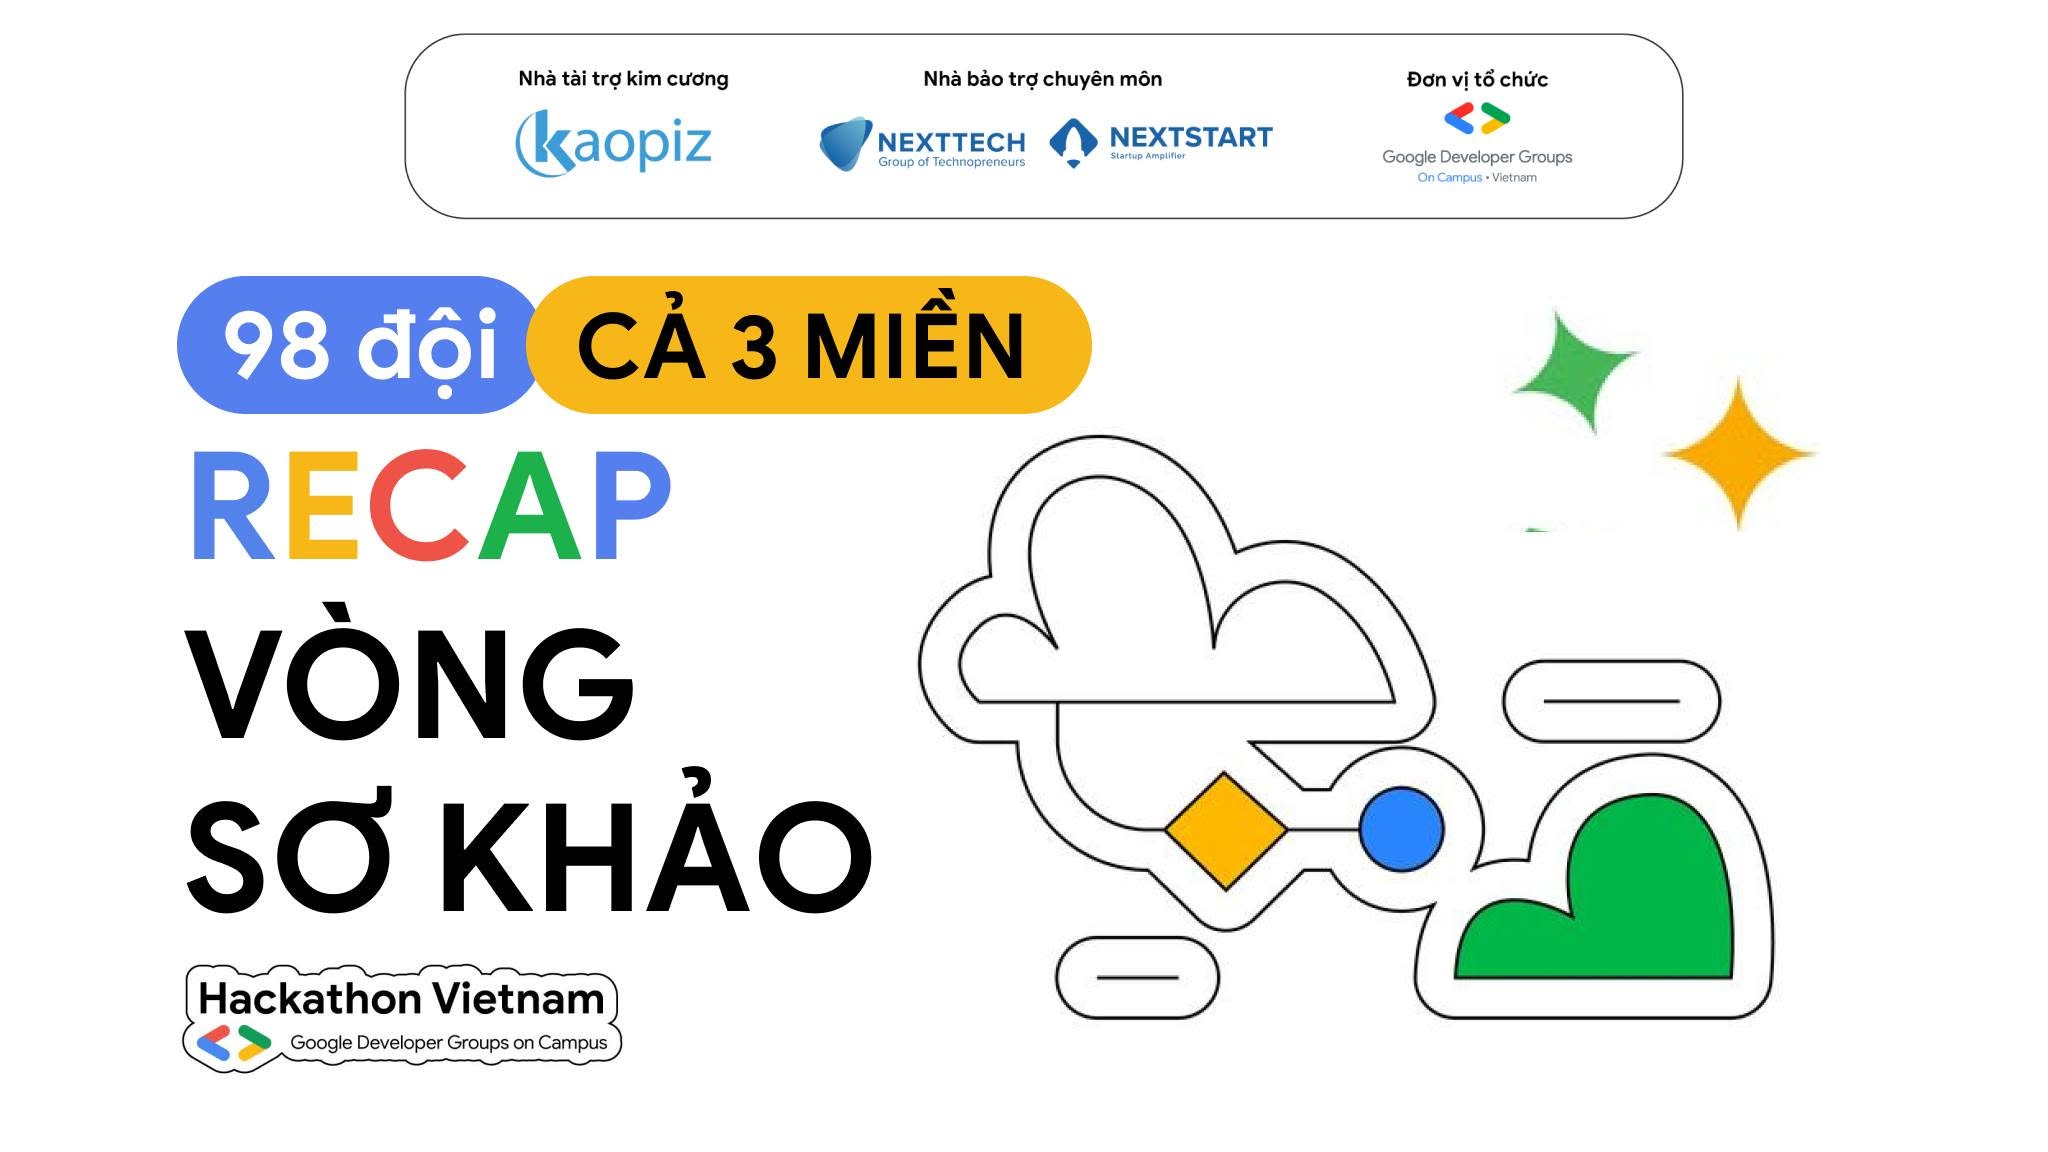 Nhà tài trợ kim cương
kaopiz
Nhà bảo trợ chuyên môn
NEXTTECH
Group of Technopreneurs
NEXTSTART
Startup Amplifier
Đơn vị tổ chức
Google Developer Groups
On Campus • Vietnam
98 đội CẢ 3 MIỀN
RECAP
VÒNG
SƠ KHẢO
Hackathon Vietnam
Google Developer Groups on Campus